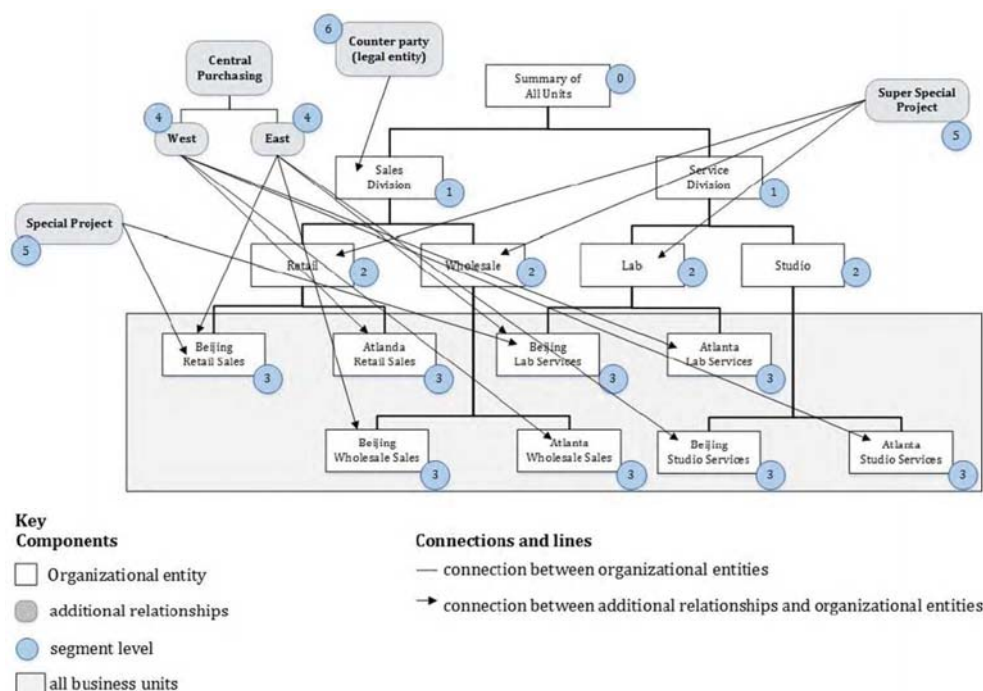 6
Counter party
(legal entity)
Central
Purchasing
Summary of
All Units
0
Super Special
Project
5
4
West
4
East
Sales
Division
1
Service
Division
1
Special Project
5
Retail
2
Wholesale
2
Lab
2
Studio
2
Beijing
Retail Sales
3
Atlanda
Retail Sales
3
Beijing
Lab Services
3
Atlanta
Lab Services
3
Beijing
Wholesale Sales
3
Atlanta
Wholesale Sales
3
Beijing
Studio Services
3
Atlanta
Studio Services
3
Key
Components
Organizational entity
additional relationships
segment level
all business units
Connections and lines
connection between organizational entities
connection between additional relationships and organizational entities